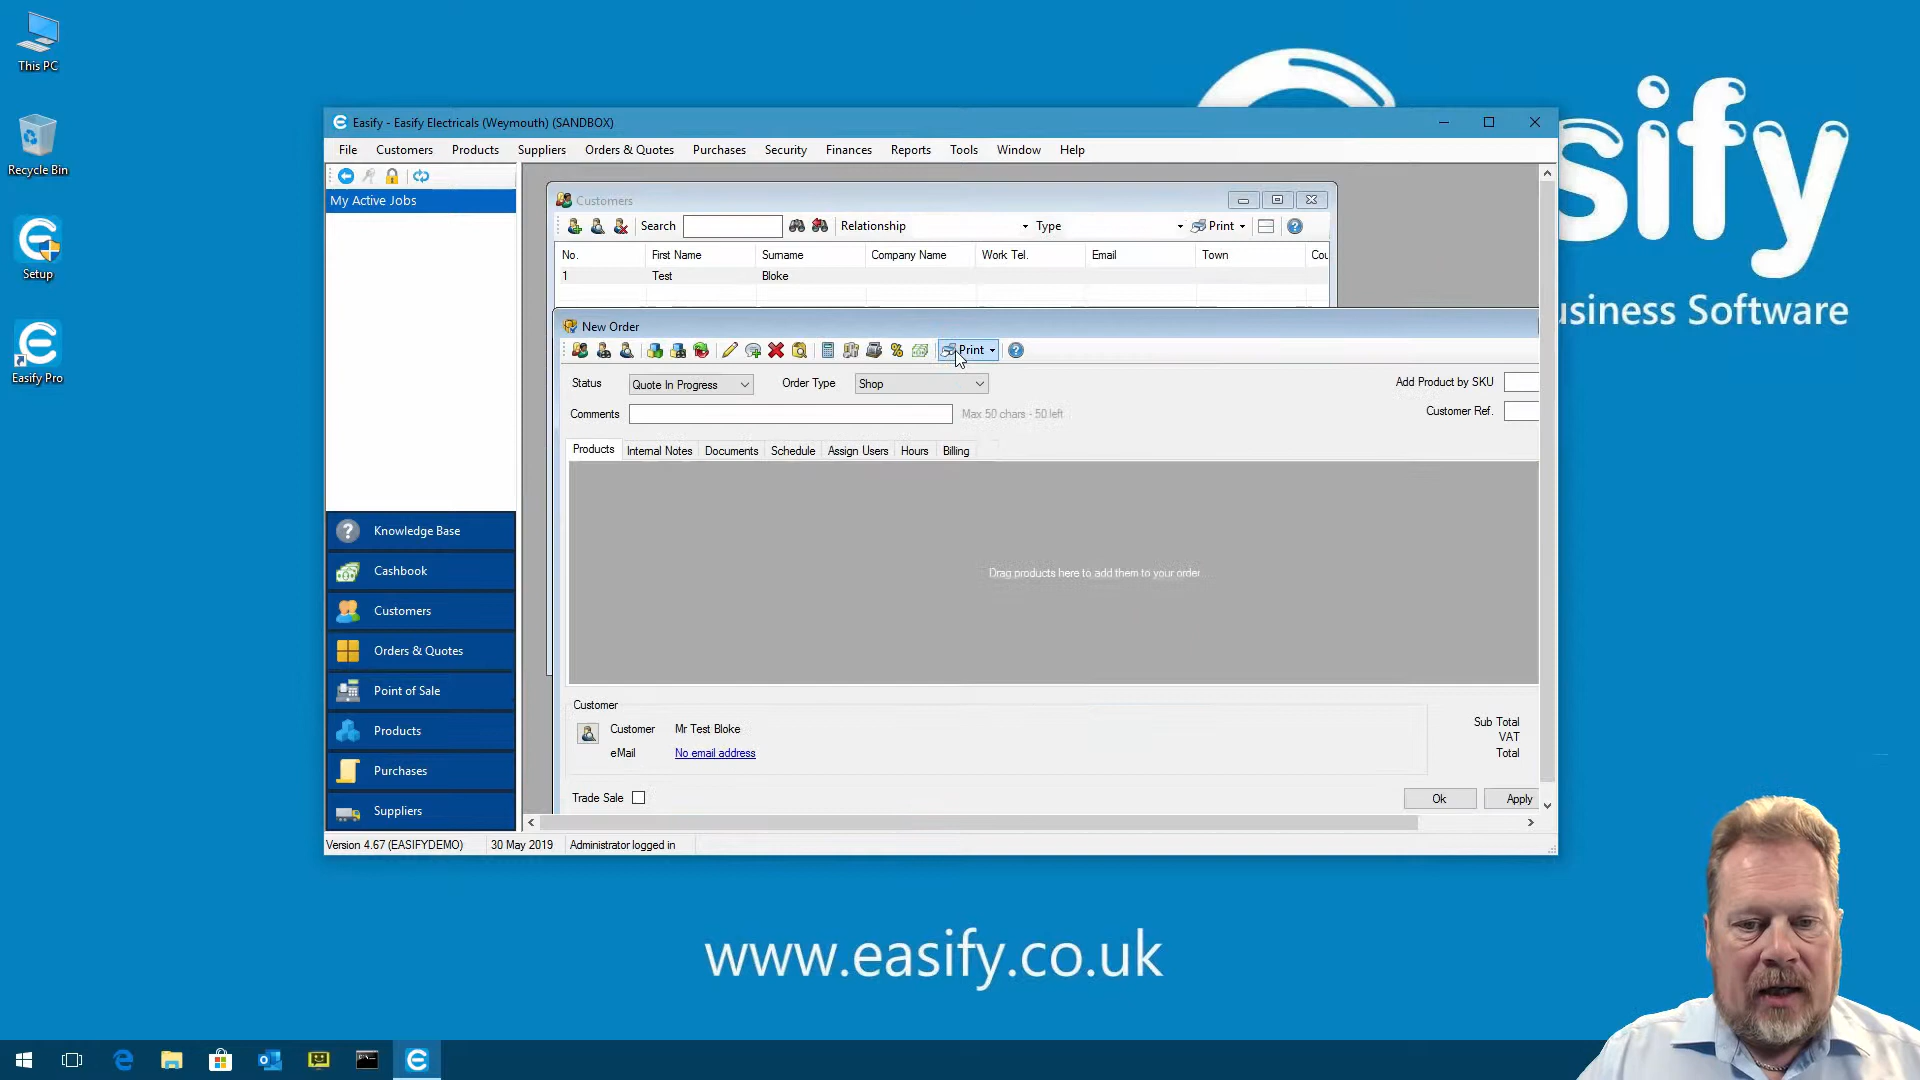 This PC
Recycle Bin
Setup
Easify Pro
sify
usiness Software
Easify - Easify Electricals (Weymouth) (SANDBOX)
File Customers Products Suppliers Orders & Quotes Purchases Security Finances Reports Tools Window Help
My Active Jobs
Customers
Search Relationship Type Print
No. First Name Surname Company Name Work Tel. Email Town Cou
1 Test Bloke
New Order
Print
Status Quote In Progress Order Type Shop Add Product by SKU
Comments Max 50 chars - 50 left Customer Ref.
Products Internal Notes Documents Schedule Assign Users Hours Billing
Drag products here to add them to your order
Knowledge Base
Cashbook
Customers
Orders & Quotes
Point of Sale
Products
Purchases
Suppliers
Customer
Customer Mr Test Bloke
eMail No email address
Sub Total
VAT
Total
Trade Sale
Ok Apply
Version 4.67 (EASIFYDEMO) 30 May 2019 Administrator logged in
www.easify.co.uk